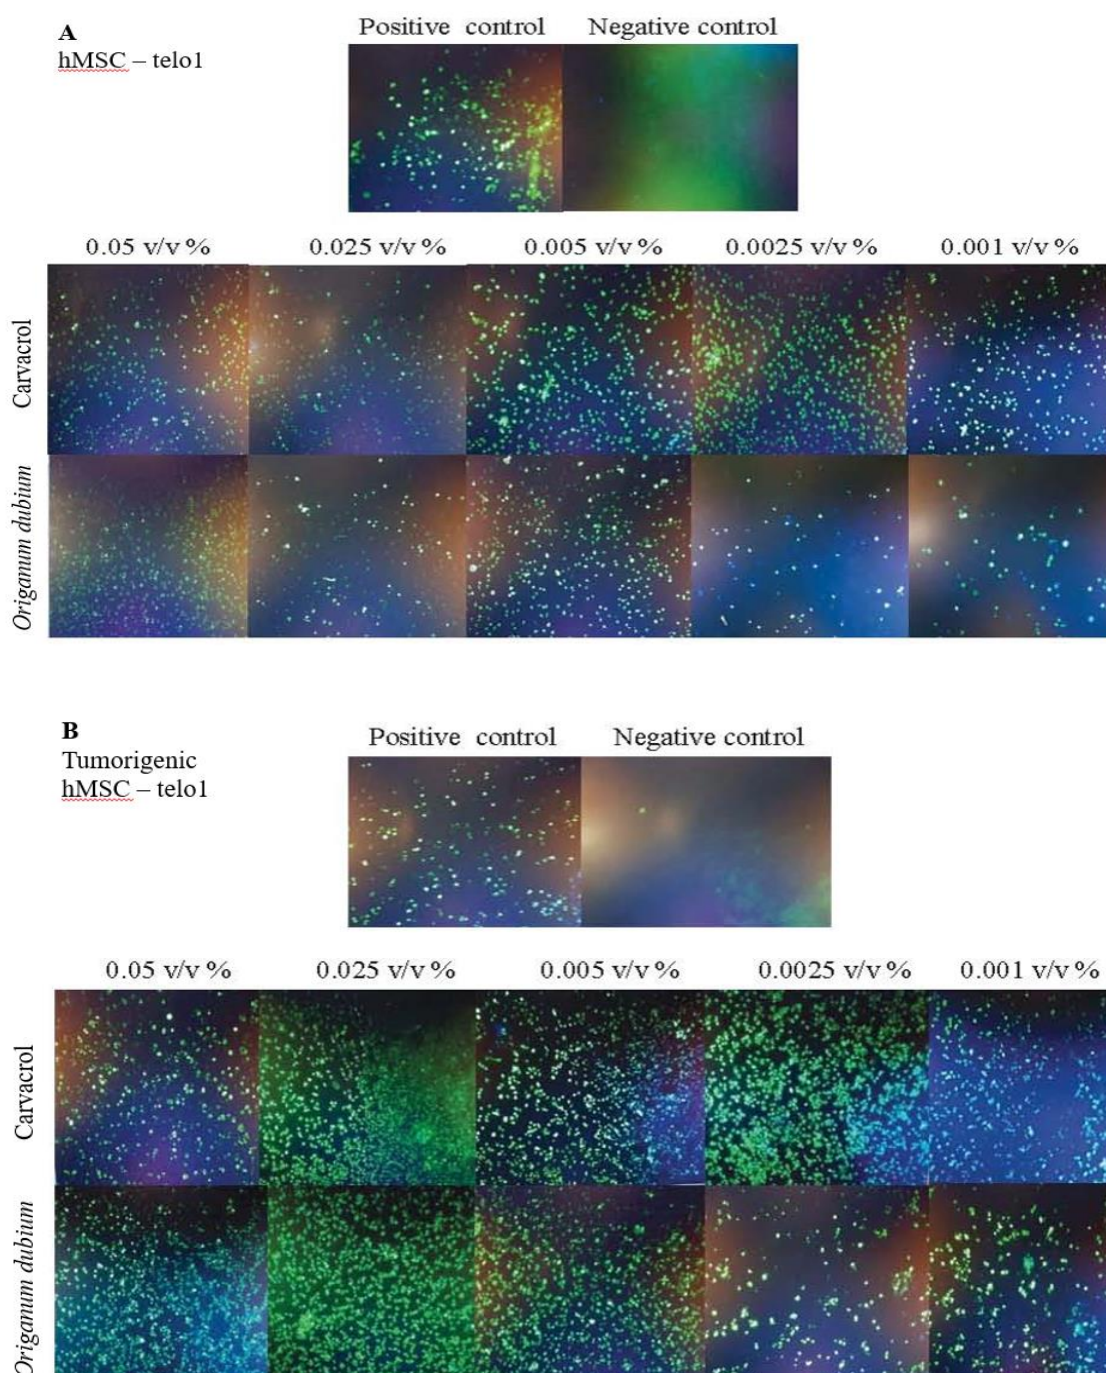 A
hMSC – telo1
Positive control Negative control
0.05 v/v % 0.025 v/v % 0.005 v/v % 0.0025 v/v % 0.001 v/v %
Carvacrol
Origanum dubium
B
Tumorigenic
hMSC – telo1
Positive control Negative control
0.05 v/v % 0.025 v/v % 0.005 v/v % 0.0025 v/v % 0.001 v/v %
Carvacrol
Origanum dubium